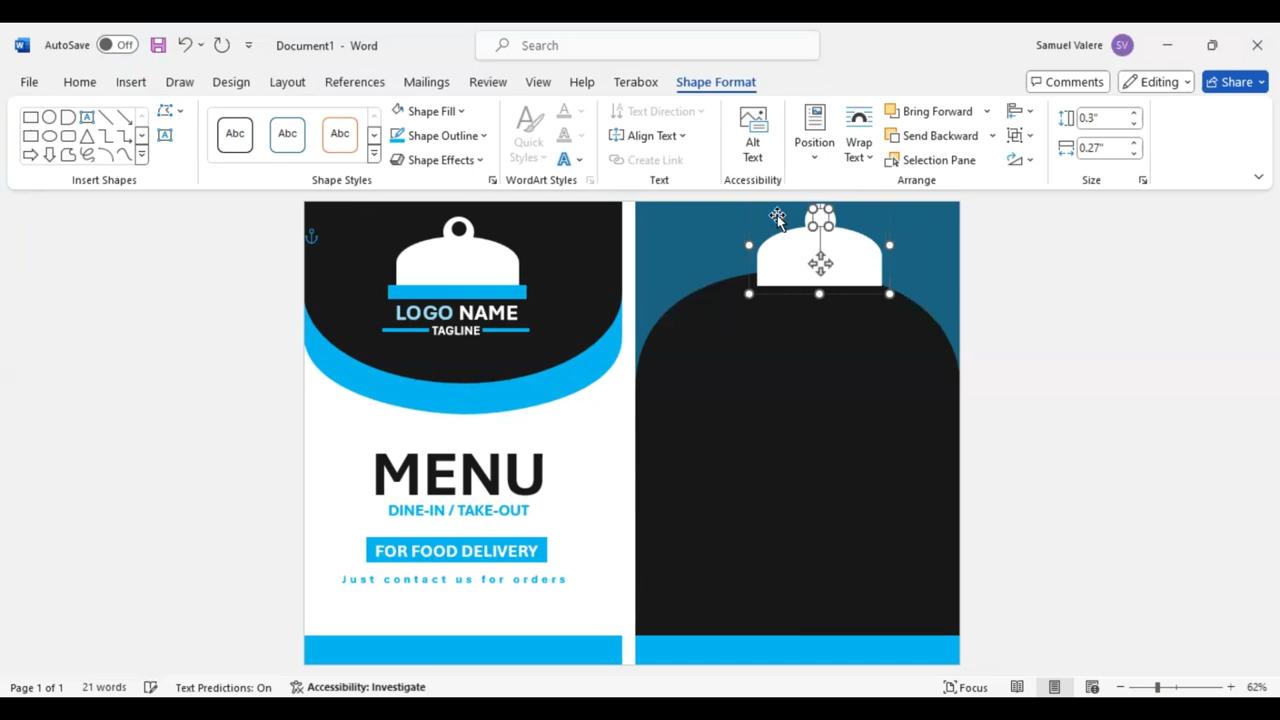 AutoSave Off Document1 - Word Search Samuel Valere SV
File Home Insert Draw Design Layout References Mailings Review View Help Terabox Shape Format Comments Editing Share
Abc Abc Abc Shape Fill Shape Outline Shape Effects Quick Styles Text Direction Align Text Create Link Alt Text Position Wrap Text Bring Forward Send Backward Selection Pane 0.3" 0.27"
Insert Shapes Shape Styles WordArt Styles Text Accessibility Arrange Size
LOGO NAME
TAGLINE
MENU
DINE-IN / TAKE-OUT
FOR FOOD DELIVERY
Just contact us for orders
Page 1 of 1 21 words Text Predictions: On Accessibility: Investigate Focus 62%